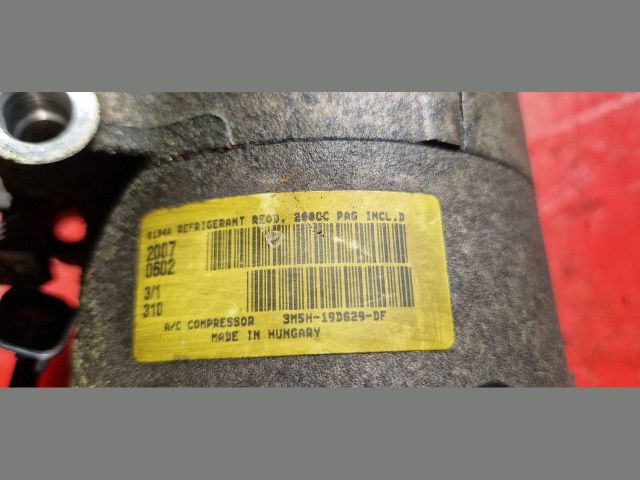 R134A REFRIGERANT REQD. 200CC PAG INCL.D
2007
0602
3/1
310
A/C COMPRESSOR 3M5H-19D629-DF
MADE IN HUNGARY